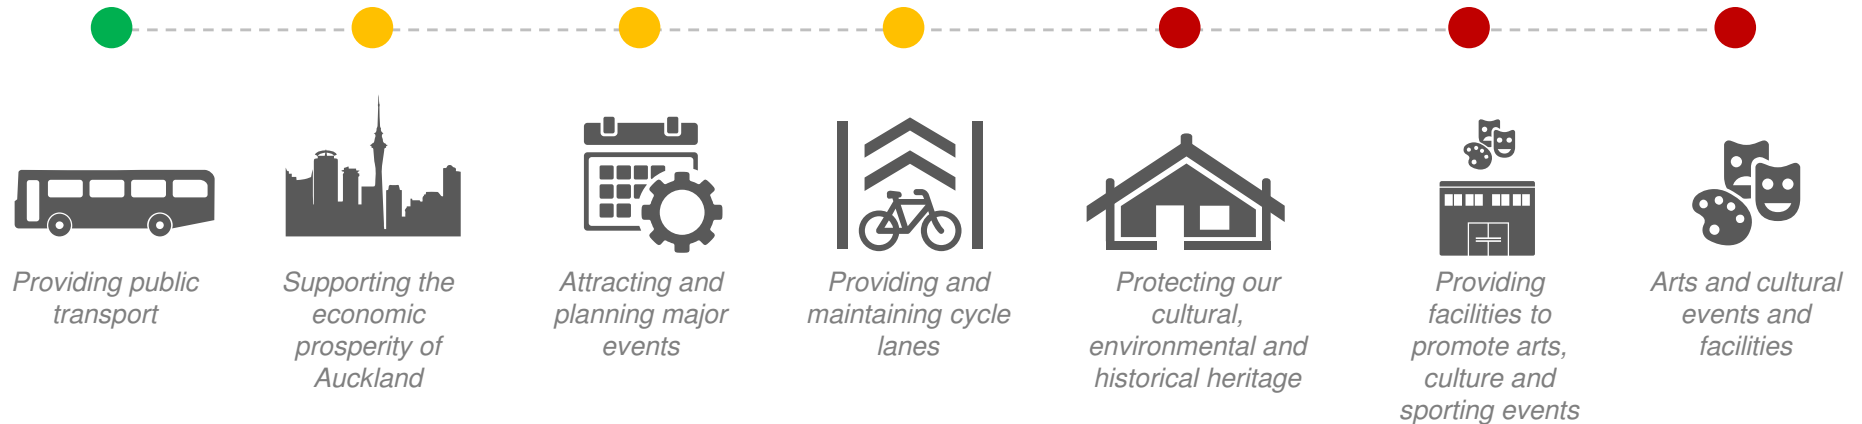 Providing public
transport
Supporting the
economic
prosperity of
Auckland
Attracting and
planning major
events
Providing and
maintaining cycle
lanes
Protecting our
cultural,
environmental and
historical heritage
Providing
facilities to
promote arts,
culture and
sporting events
Arts and cultural
events and
facilities